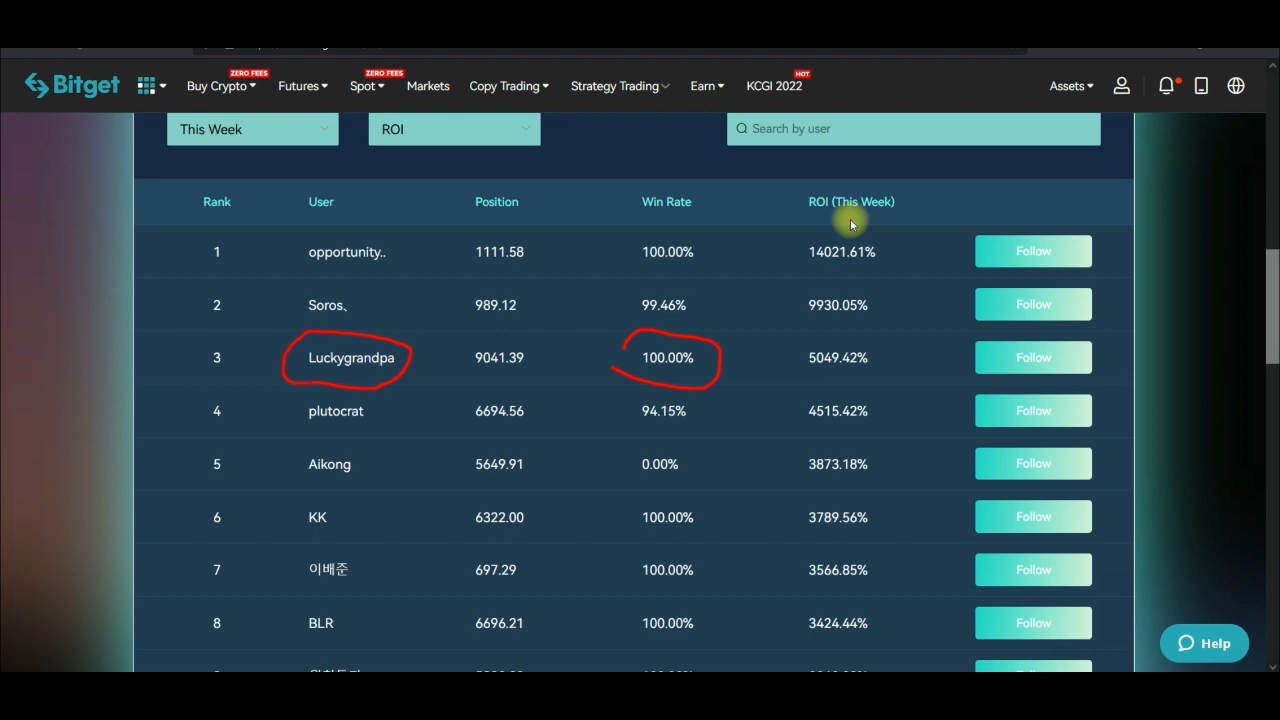 ZERO FEES ZERO FEES HOT
Bitget Buy Crypto Futures Spot Markets Copy Trading Strategy Trading Earn KCGI 2022 Assets
This Week ROI Search by user
Rank User Position Win Rate ROI (This Week)
1 opportunity.. 1111.58 100.00% 14021.61% Follow
2 Soros、 989.12 99.46% 9930.05% Follow
3 Luckygrandpa 9041.39 100.00% 5049.42% Follow
4 plutocrat 6694.56 94.15% 4515.42% Follow
5 Aikong 5649.91 0.00% 3873.18% Follow
6 KK 6322.00 100.00% 3789.56% Follow
7 이배준 697.29 100.00% 3566.85% Follow
8 BLR 6696.21 100.00% 3424.44% Follow
Help